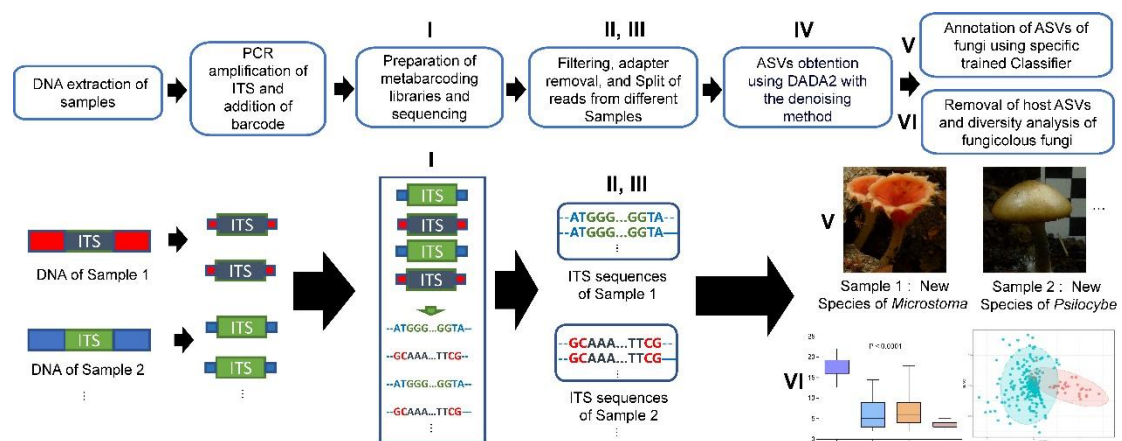 I
II, III
IV
DNA extraction of
samples
PCR
amplification of
ITS and
addition of
barcode
Preparation of
metabarcoding
libraries and
sequencing
Filtering, adapter
removal, and Split of
reads from different
Samples
ASVs obtention
using DADA2 with
the denoising
method
V
Annotation of ASVs of
fungi using specific
trained Classifier
VI
Removal of host ASVs
and diversity analysis of
fungicolous fungi
I
II, III
ITS
DNA of Sample 1
ITS
ITS
ITS
DNA of Sample 2
ITS
ITS
⋮
ITS
ITS
ITS
ITS
--ATGGG...GGTA--
--GCAAA...TTCG--
--ATGGG...GGTA--
--GCAAA...TTCG--
⋮
--ATGGG...GGTA--
--ATGGG...GGTA—
⋮
ITS sequences
of Sample 1
--GCAAA...TTCG--
--GCAAA...TTCG—
⋮
ITS sequences
of Sample 2
⋮
V
...
Sample 1 : New
Species of Microstoma
Sample 2 : New
Species of Psilocybe
VI
P < 0.0001
25
20
15
10
5
3